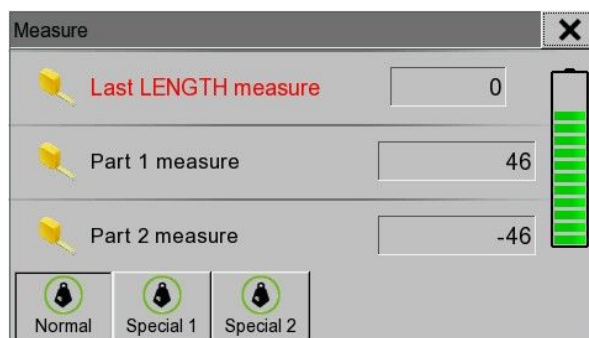 Measure
Last LENGTH measure 0
Part 1 measure 46
Part 2 measure -46
Normal Special 1 Special 2